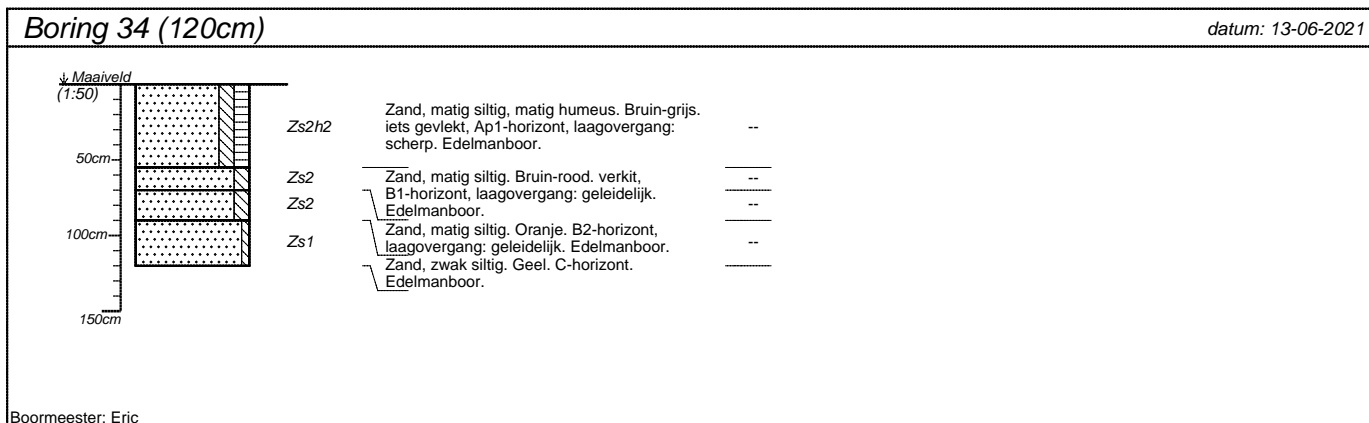 Boring 34 (120cm)
datum: 13-06-2021
Maaiveld
(1:50)
50cm
100cm
150cm
Zs2h2
Zand, matig siltig, matig humeus. Bruin-grijs.
iets gevlekt, Ap1-horizont, laagovergang:
scherp. Edelmanboor.
--
Zs2
Zand, matig siltig. Bruin-rood. verkit,
B1-horizont, laagovergang: geleidelijk.
Edelmanboor.
--
Zs2
Zand, matig siltig. Oranje. B2-horizont,
laagovergang: geleidelijk. Edelmanboor.
--
Zs1
Zand, zwak siltig. Geel. C-horizont.
Edelmanboor.
--
Boormeester: Eric